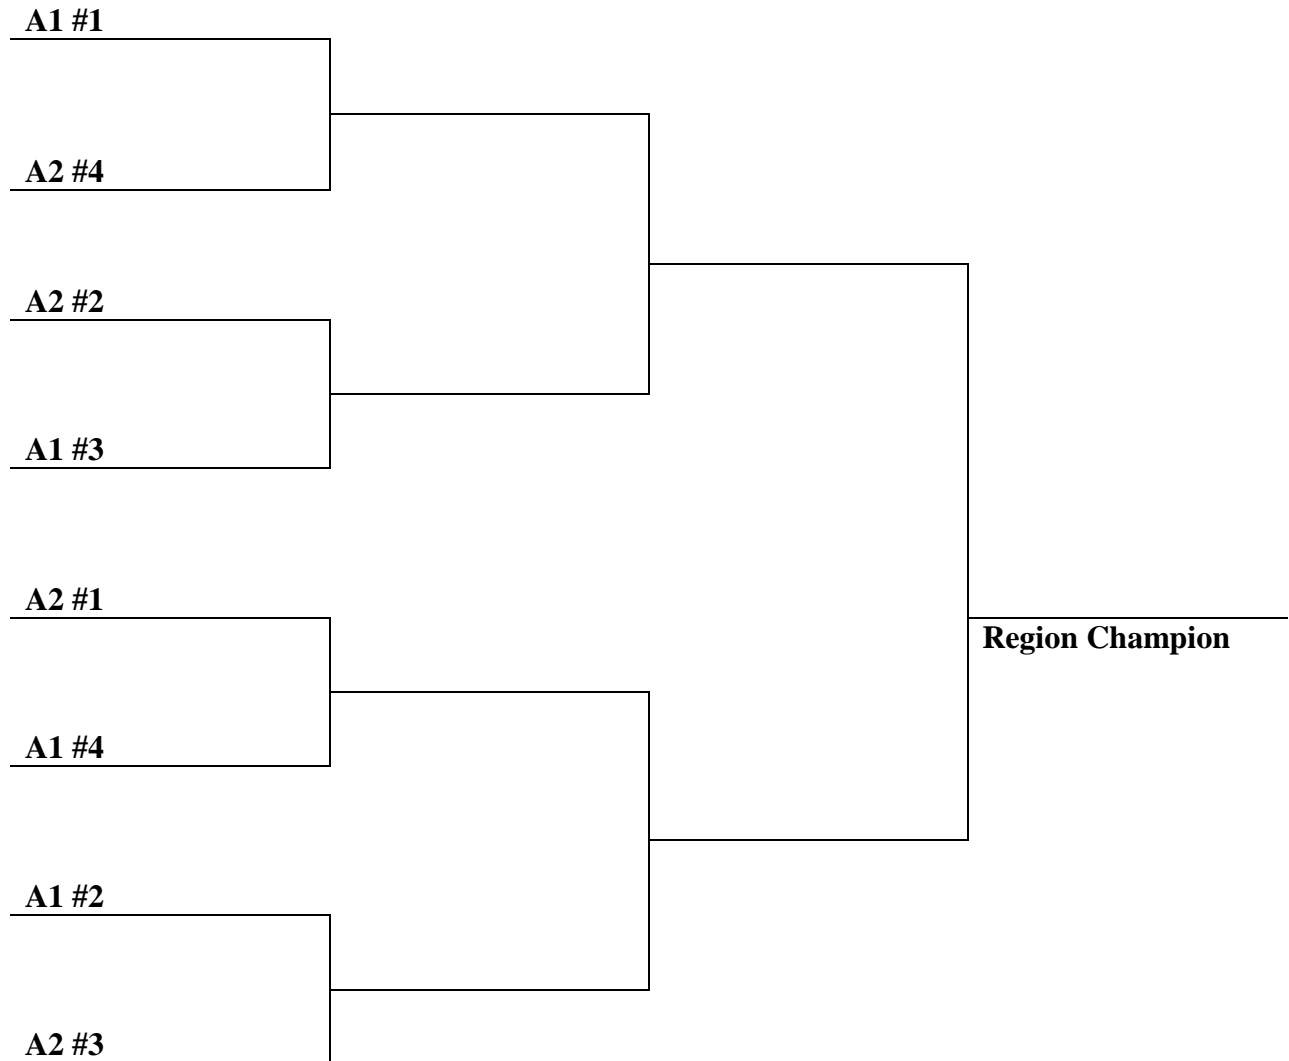 A1 #1
A2 #4
A2 #2
A1 #3
A2 #1
Region Champion
A1 #4
A1 #2
A2 #3